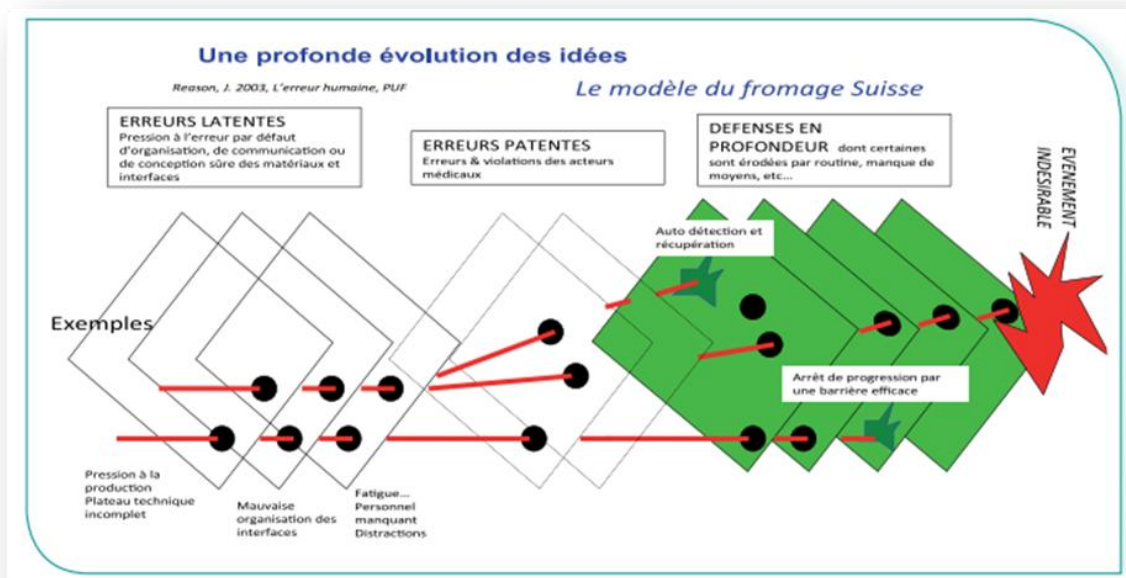 Une profonde évolution des idées
Reason, J. 2003, L'erreur humaine, PUF
Le modèle du fromage Suisse
ERREURS LATENTES
Pression à l'erreur par défaut
d'organisation, de communication ou
de conception sûre des matériaux et
interfaces
ERREURS PATENTES
Erreurs & violations des acteurs
médicaux
DEFENSES EN
PROFONDEUR dont certaines
sont érodées par routine, manque de
moyens, etc...
EVENEMENT
INDESIRABLE
Auto détection et
récupération
Exemples
Arrêt de progression par
une barrière efficace
Pression à la
production
Plateau technique
incomplet
Mauvaise
organisation des
interfaces
Fatigue...
Personnel
manquant
Distractions